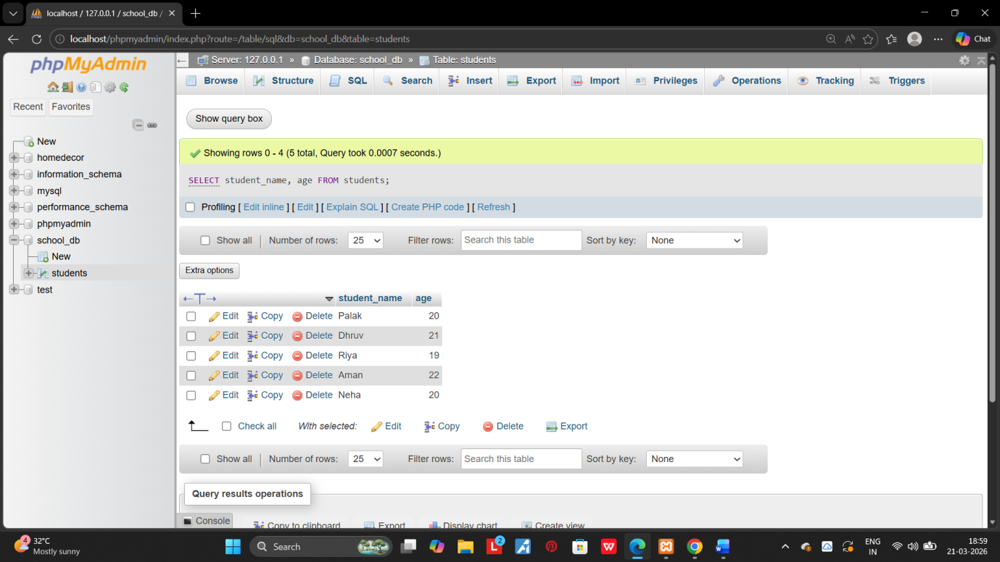 localhost / 127.0.0.1 / school_db /
localhost/phpmyadmin/index.php?route=/table/sql&db=school_db&table=students
Chat
phpMyAdmin
Recent Favorites
New
homedecor
information_schema
mysql
performance_schema
phpmyadmin
school_db
New
students
test
Server: 127.0.0.1 » Database: school_db » Table: students
Browse Structure SQL Search Insert Export Import Privileges Operations Tracking Triggers
Show query box
Showing rows 0 - 4 (5 total, Query took 0.0007 seconds.)
SELECT student_name, age FROM students;
Profiling [ Edit inline ] [ Edit ] [ Explain SQL ] [ Create PHP code ] [ Refresh ]
Show all Number of rows: 25 Filter rows: Search this table Sort by key: None
Extra options
←T→ student_name age
Edit Copy Delete Palak 20
Edit Copy Delete Dhruv 21
Edit Copy Delete Riya 19
Edit Copy Delete Aman 22
Edit Copy Delete Neha 20
Check all With selected: Edit Copy Delete Export
Show all Number of rows: 25 Filter rows: Search this table Sort by key: None
Query results operations
Console
Copy to clipboard Export Display chart Create view
4 32°C
Mostly sunny
Search
L 2
W
ENG
IN
18:59
21-03-2026